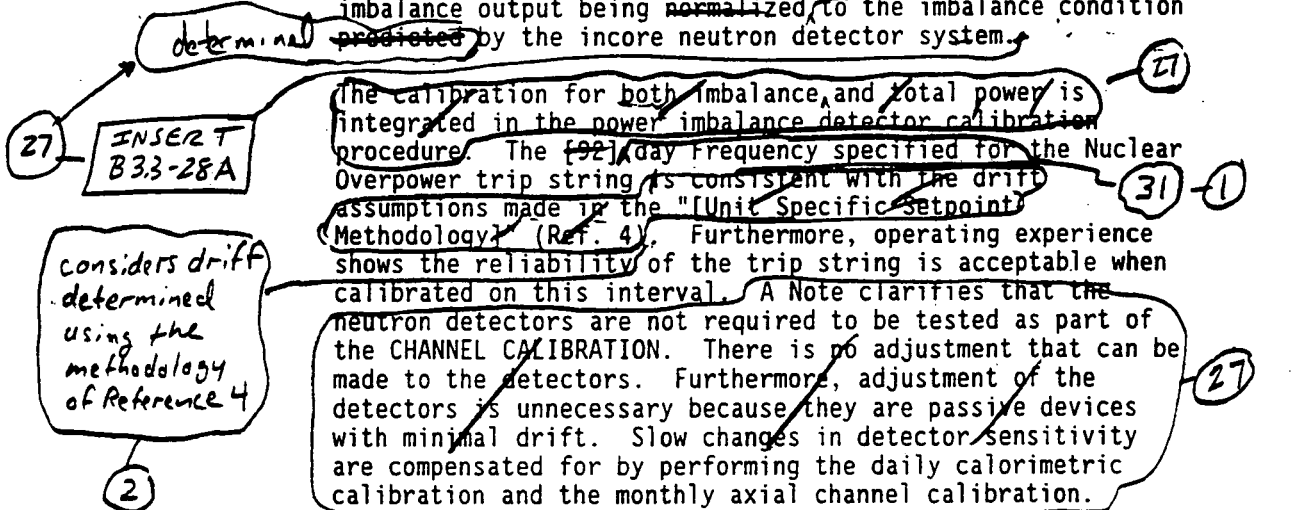 imbalance output being normalized to the imbalance condition
determined predicted by the incore neutron detector system.
The calibration for both imbalance and total power is
27
integrated in the power imbalance detector calibration
procedure. The [92] day Frequency specified for the Nuclear
27
INSERT
B 3.3-28A
Overpower trip string is consistent with the drift
31 1
assumptions made in the "[Unit Specific Setpoint
Methodology]" (Ref. 4). Furthermore, operating experience
shows the reliability of the trip string is acceptable when
calibrated on this interval. A Note clarifies that the
considers drift
determined
using the
methodology
of Reference 4
2
neutron detectors are not required to be tested as part of
the CHANNEL CALIBRATION. There is no adjustment that can be
made to the detectors. Furthermore, adjustment of the
27
detectors is unnecessary because they are passive devices
with minimal drift. Slow changes in detector sensitivity
are compensated for by performing the daily calorimetric
calibration and the monthly axial channel calibration.